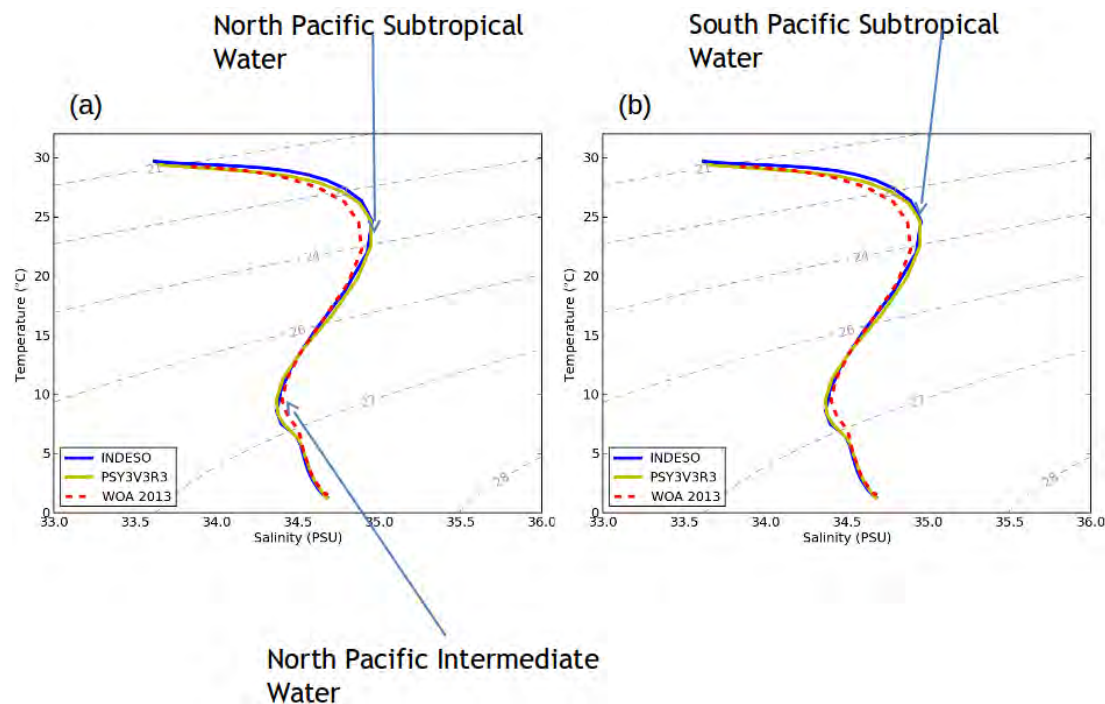 North Pacific Subtropical
Water
South Pacific Subtropical
Water
(a)
(b)
Temperature (°C)
30
25
20
15
10
5
0
21
24
26
27
28
INDESO
PSY3V3R3
WOA 2013
33.0 33.5 34.0 34.5 35.0 35.5 36.0
Salinity (PSU)
Temperature (°C)
30
25
20
15
10
5
0
21
24
26
27
28
INDESO
PSY3V3R3
WOA 2013
33.0 33.5 34.0 34.5 35.0 35.5 36.0
Salinity (PSU)
North Pacific Intermediate
Water